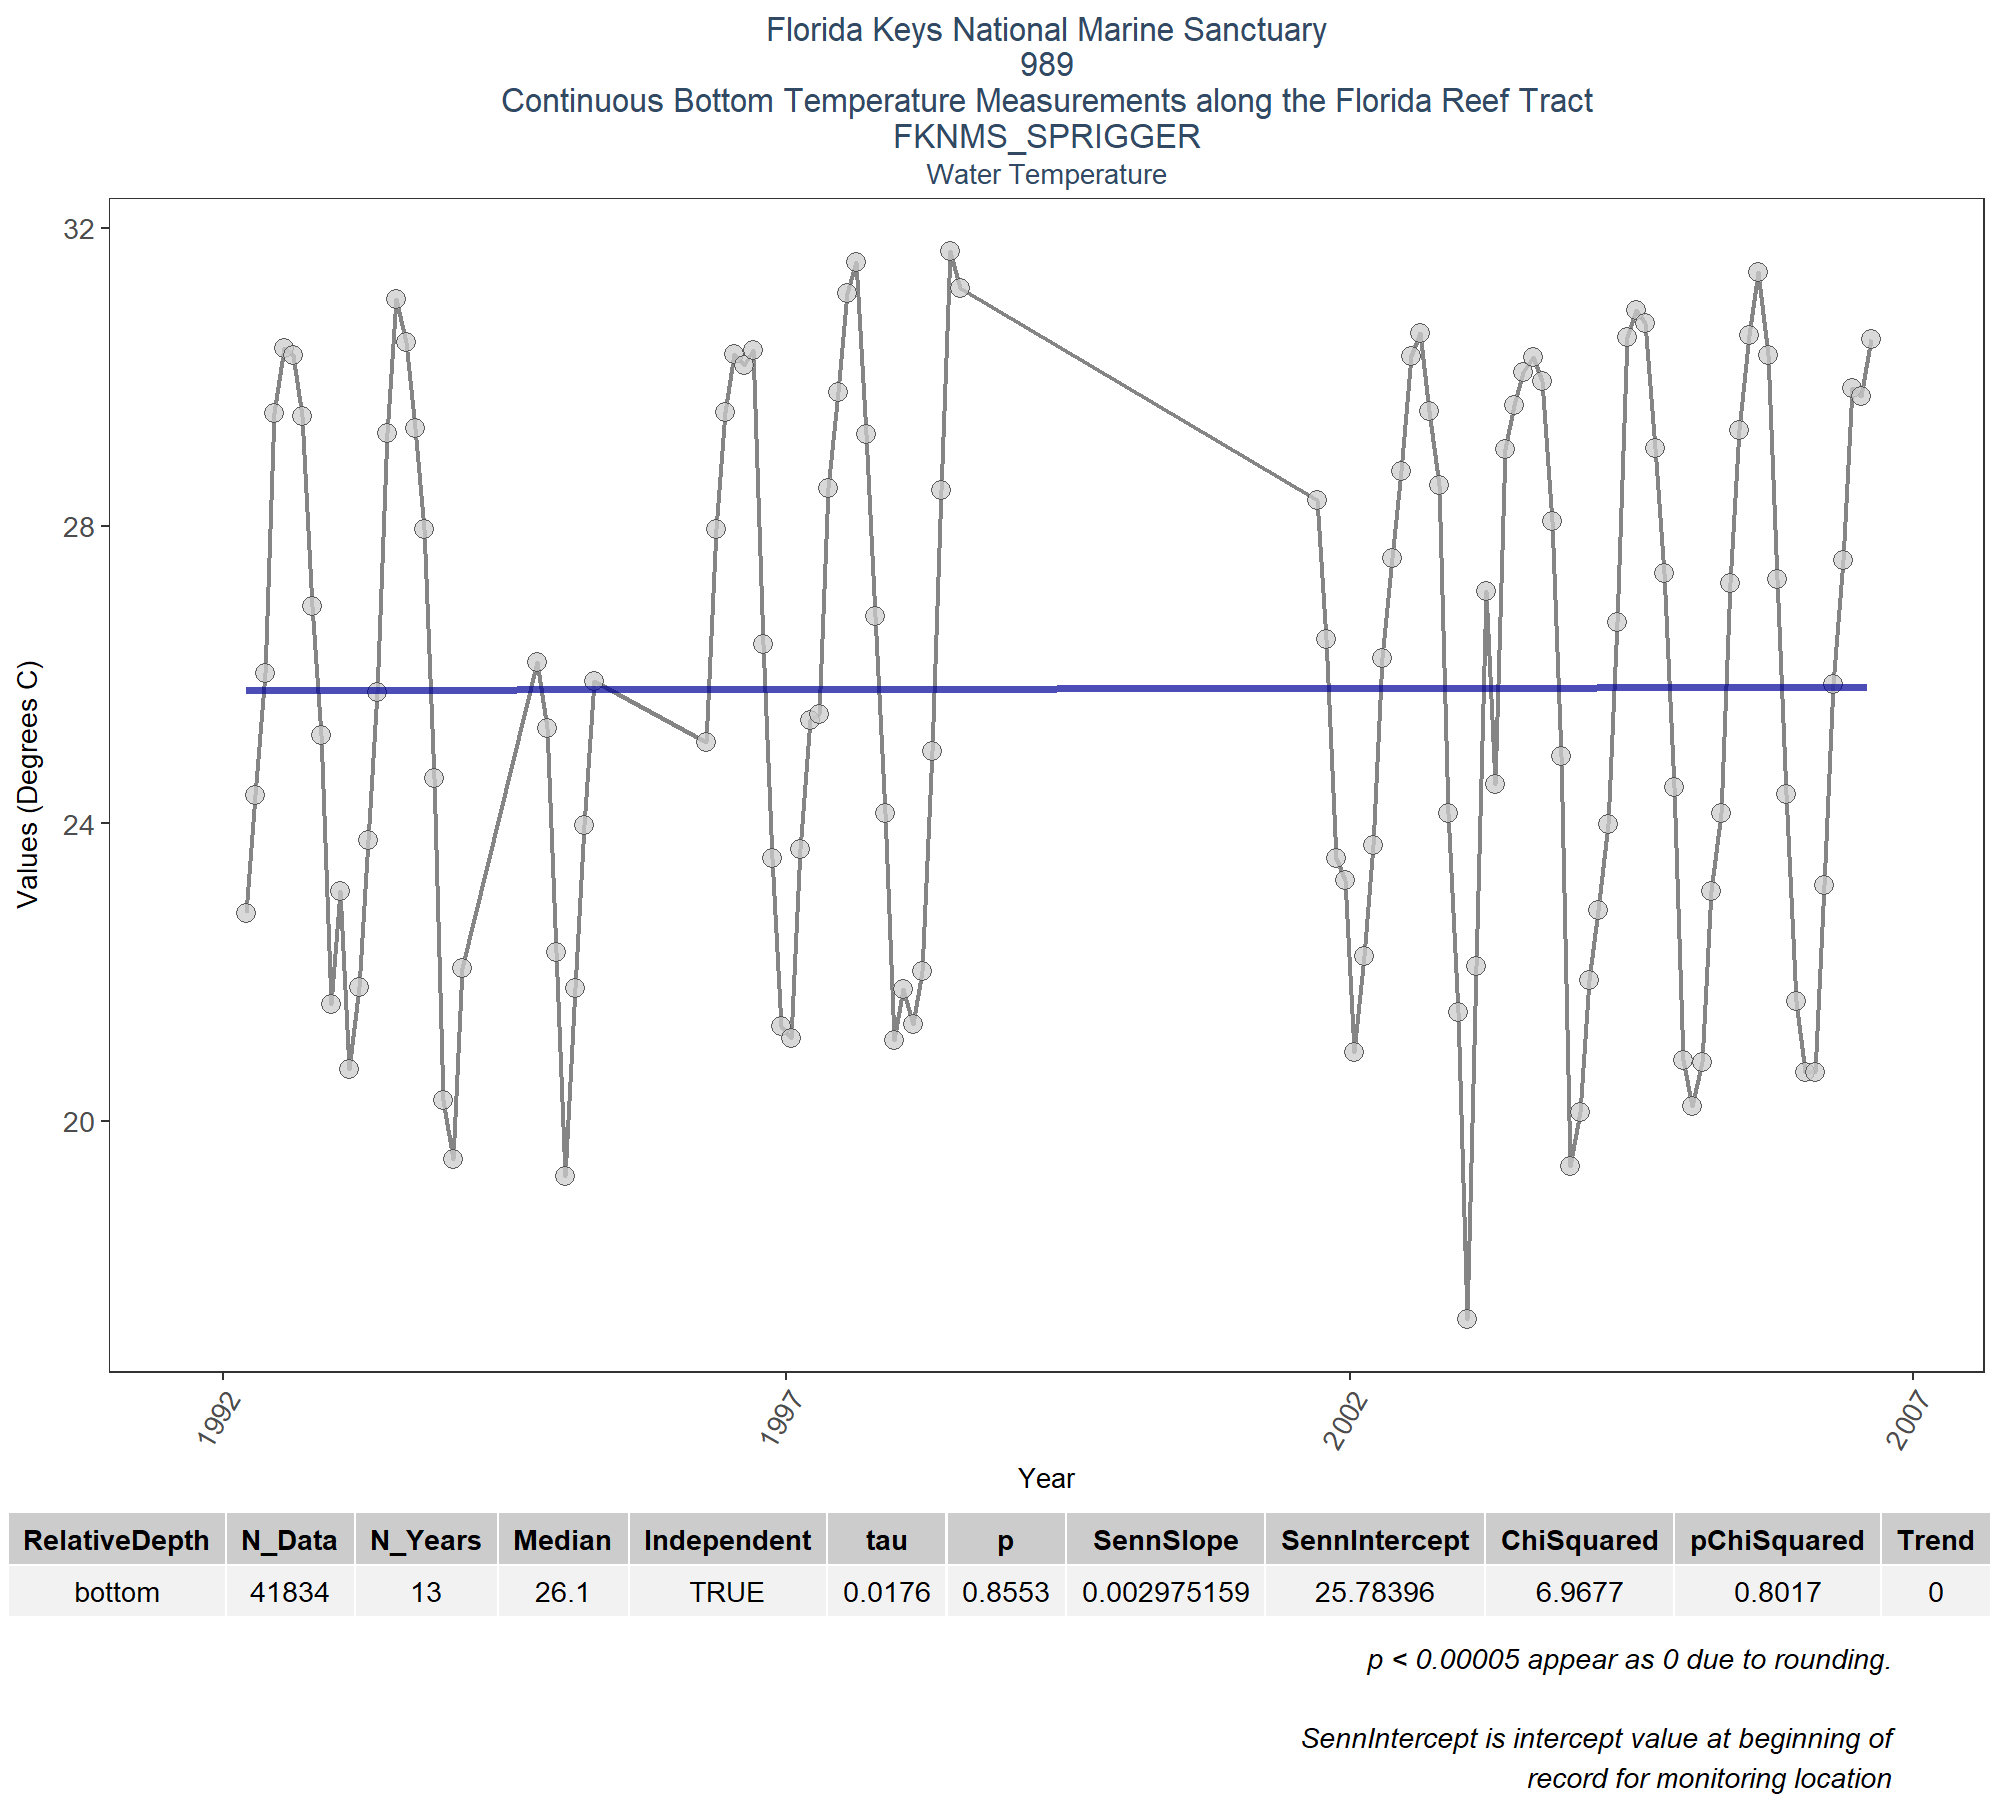 Florida Keys National Marine Sanctuary
989
Continuous Bottom Temperature Measurements along the Florida Reef Tract
FKNMS_SPRIGGER
Water Temperature
32
28
24
20
Values (Degrees C)
1992 1997 2002 2007
Year
RelativeDepth N_Data N_Years Median Independent tau p SennSlope SennIntercept ChiSquared pChiSquared Trend
bottom 41834 13 26.1 TRUE 0.0176 0.8553 0.002975159 25.78396 6.9677 0.8017 0
p < 0.00005 appear as 0 due to rounding.
SennIntercept is intercept value at beginning of
record for monitoring location